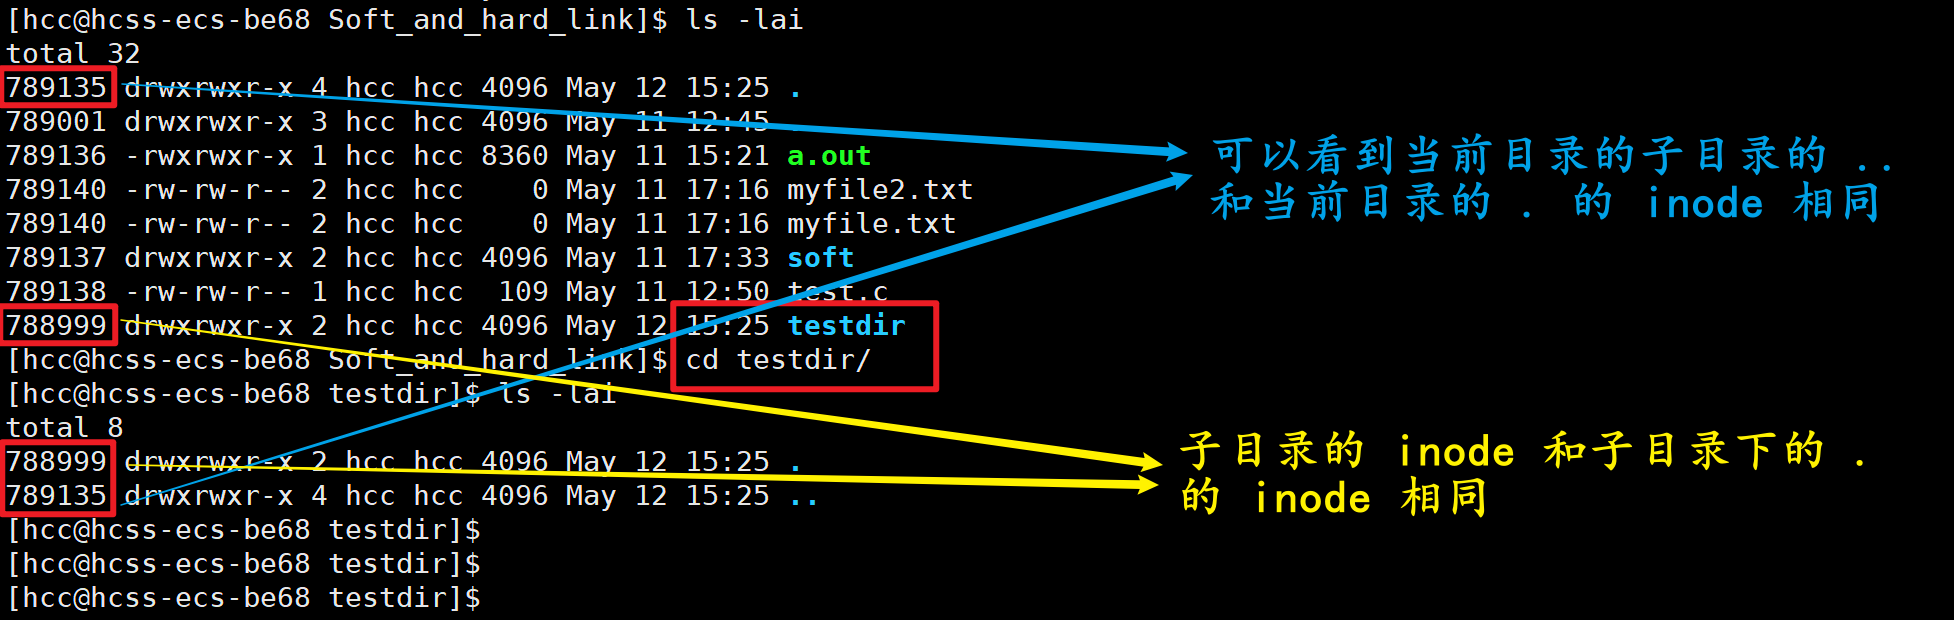 [hcc@hcss-ecs-be68 Soft_and_hard_link]$ ls -lai
total 32
789135 drwxrwxr-x 4 hcc hcc 4096 May 12 15:25 .
789001 drwxrwxr-x 3 hcc hcc 4096 May 11 12:45
789136 -rwxrwxr-x 1 hcc hcc 8360 May 11 15:21 a.out
789140 -rw-rw-r-- 2 hcc hcc    0 May 11 17:16 myfile2.txt
789140 -rw-rw-r-- 2 hcc hcc    0 May 11 17:16 myfile.txt
789137 drwxrwxr-x 2 hcc hcc 4096 May 11 17:33 soft
789138 -rw-rw-r-- 1 hcc hcc  109 May 11 12:50 test.c
788999 drwxrwxr-x 2 hcc hcc 4096 May 12 15:25 testdir
[hcc@hcss-ecs-be68 Soft_and_hard_link]$ cd testdir/
[hcc@hcss-ecs-be68 testdir]$ ls -lai
total 8
788999 drwxrwxr-x 2 hcc hcc 4096 May 12 15:25 .
789135 drwxrwxr-x 4 hcc hcc 4096 May 12 15:25 ..
[hcc@hcss-ecs-be68 testdir]$
[hcc@hcss-ecs-be68 testdir]$
[hcc@hcss-ecs-be68 testdir]$
可以看到当前目录的子目录的 ..
和当前目录的 . 的 inode 相同
子目录的 inode 和子目录下的 .
的 inode 相同